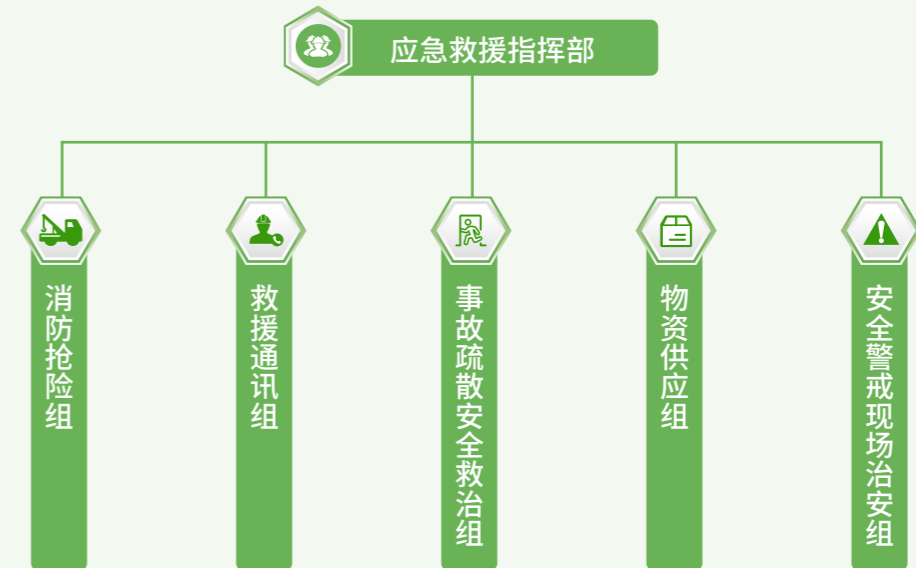 应急救援指挥部
消防抢险组
救援通讯组
事故疏散安全救治组
物资供应组
安全警戒现场治安组